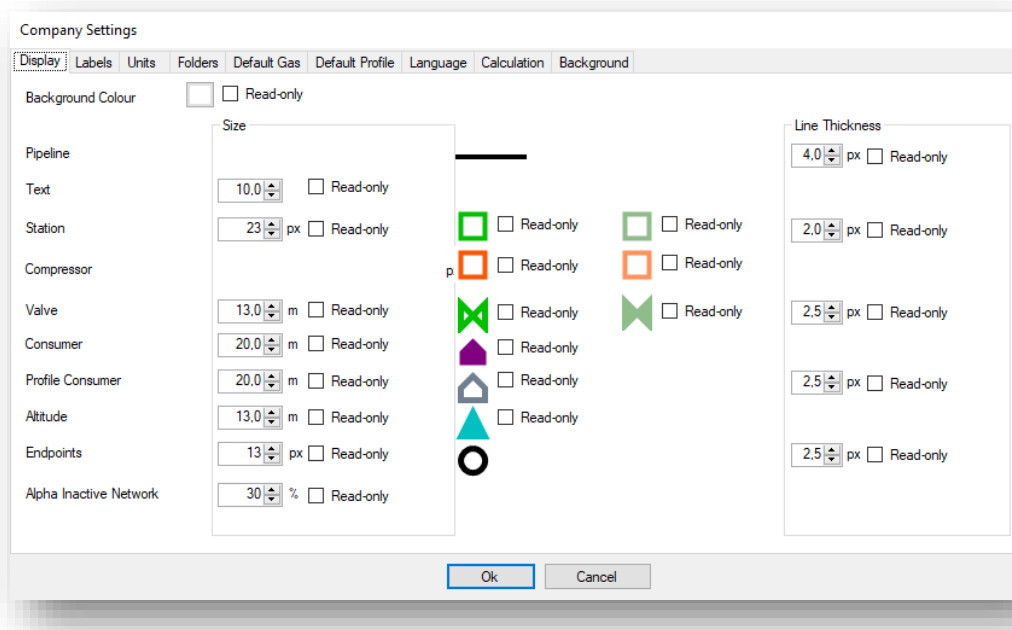 Company Settings
Display Labels Units Folders Default Gas Default Profile Language Calculation Background
Background Colour Read-only
Size Line Thickness
Pipeline 4,0 px Read-only
Text 10,0 Read-only
Station 23 px Read-only Read-only Read-only 2,0 px Read-only
Compressor p Read-only Read-only
Valve 13,0 m Read-only Read-only Read-only 2,5 px Read-only
Consumer 20,0 m Read-only Read-only
Profile Consumer 20,0 m Read-only Read-only 2,5 px Read-only
Altitude 13,0 m Read-only Read-only
Endpoints 13 px Read-only 2,5 px Read-only
Alpha Inactive Network 30 % Read-only
Ok Cancel